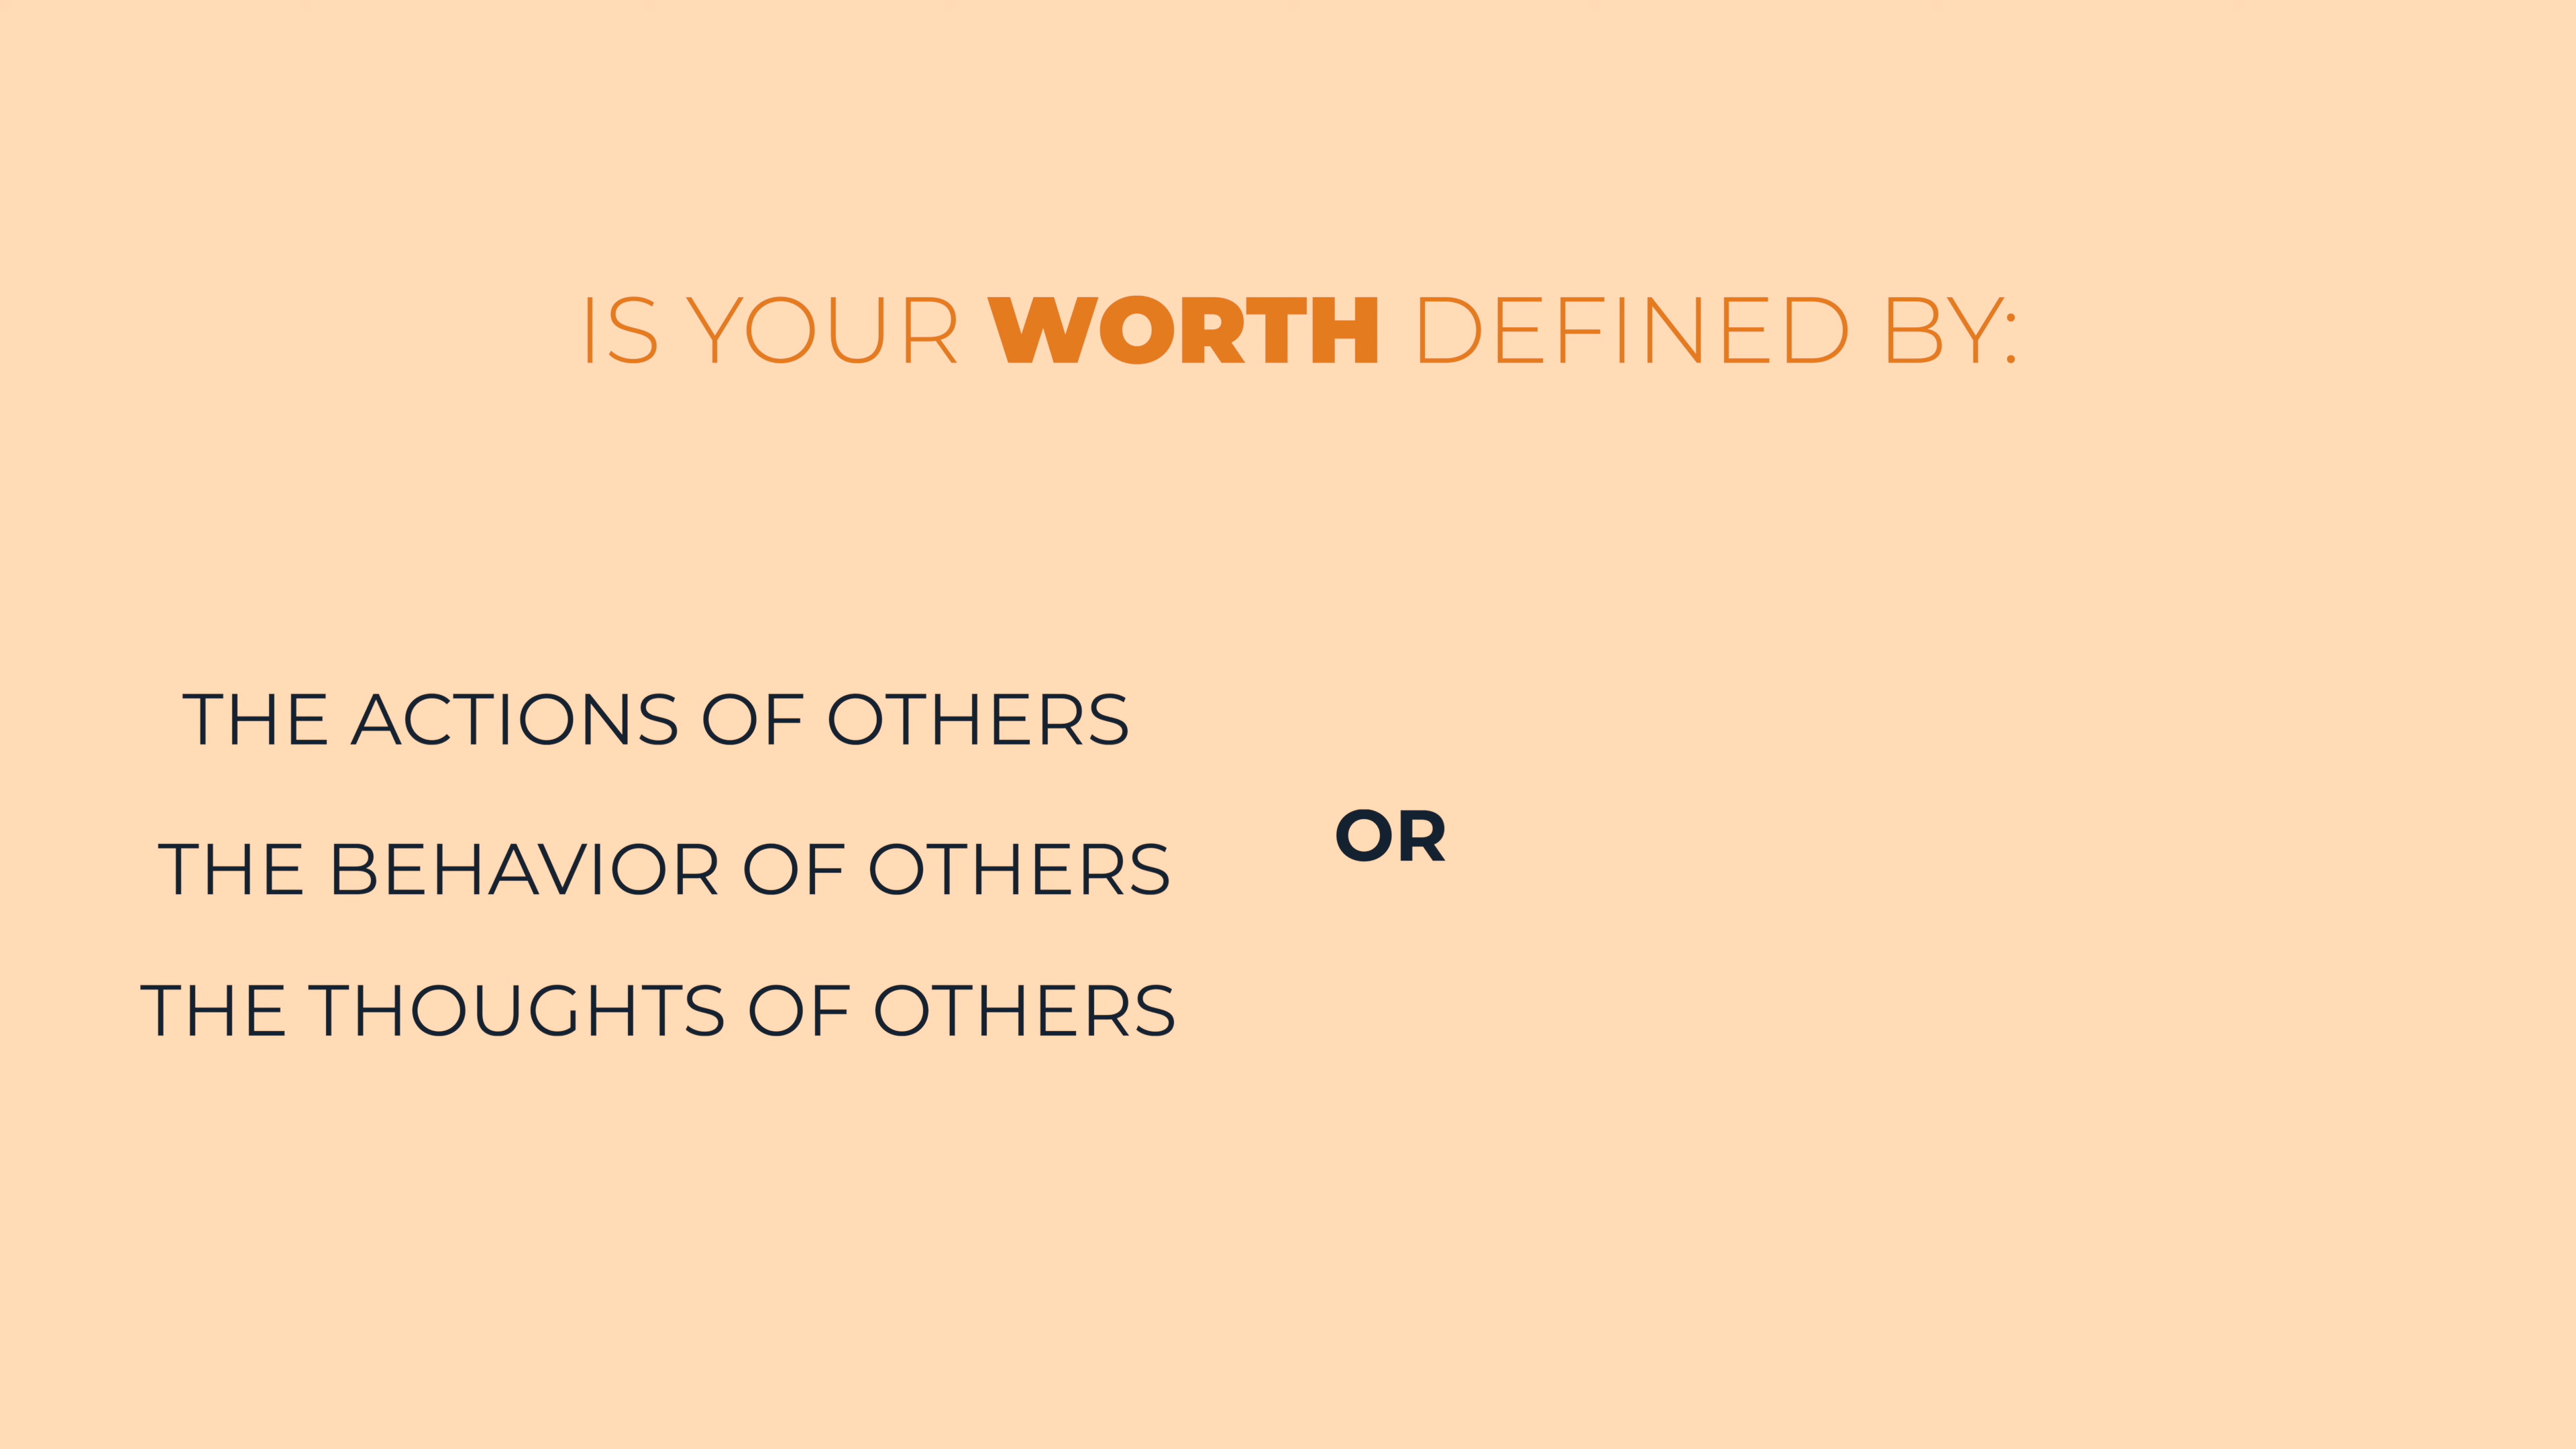 IS YOUR WORTH DEFINED BY:
THE ACTIONS OF OTHERS
THE BEHAVIOR OF OTHERS
THE THOUGHTS OF OTHERS
OR